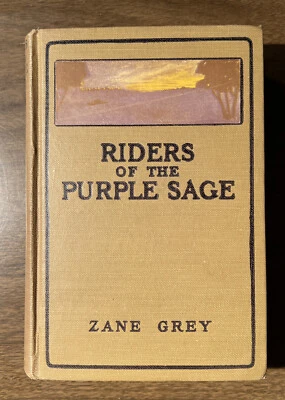 RIDERS
OF THE
PURPLE SAGE
ZANE GREY